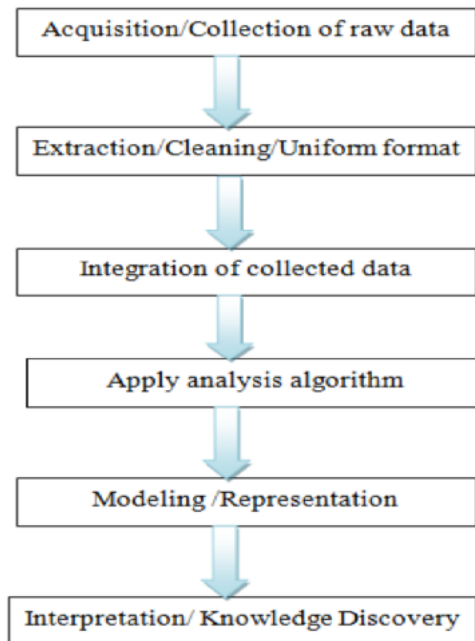 Acquisition/Collection of raw data
Extraction/Cleaning/Uniform format
Integration of collected data
Apply analysis algorithm
Modeling /Representation
Interpretation/ Knowledge Discovery